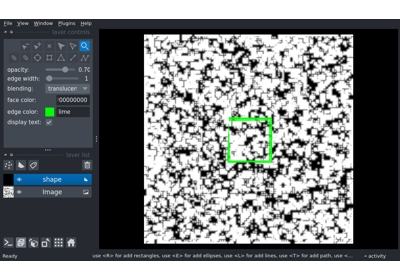 File View Window Plugins Help
layer controls
opacity: 0.70
edge width: 1
blending: translucen
face color: 00000000
edge color: lime
display text:
layer list
shape
Image
Ready
use <R> for add rectangles, use <E> for add ellipses, use <L> for add lines, use <T> for add path, use <...
activity